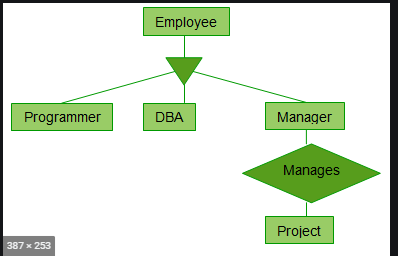 Employee
Programmer
DBA
Manager
Manages
Project
387 × 253